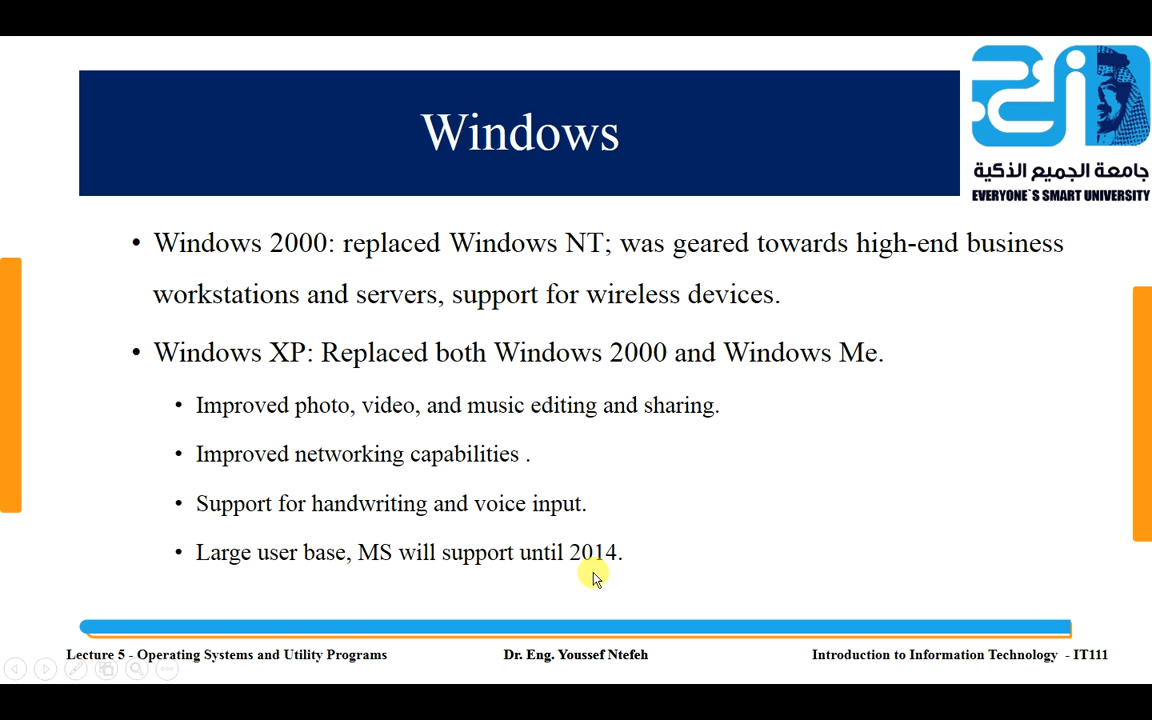 Windows
جامعة الجميع الذكية
EVERYONE`S SMART UNIVERSITY
• Windows 2000: replaced Windows NT; was geared towards high-end business
workstations and servers, support for wireless devices.
• Windows XP: Replaced both Windows 2000 and Windows Me.
• Improved photo, video, and music editing and sharing.
• Improved networking capabilities .
• Support for handwriting and voice input.
• Large user base, MS will support until 2014.
Lecture 5 - Operating Systems and Utility Programs
Dr. Eng. Youssef Ntefeh
Introduction to Information Technology - IT111